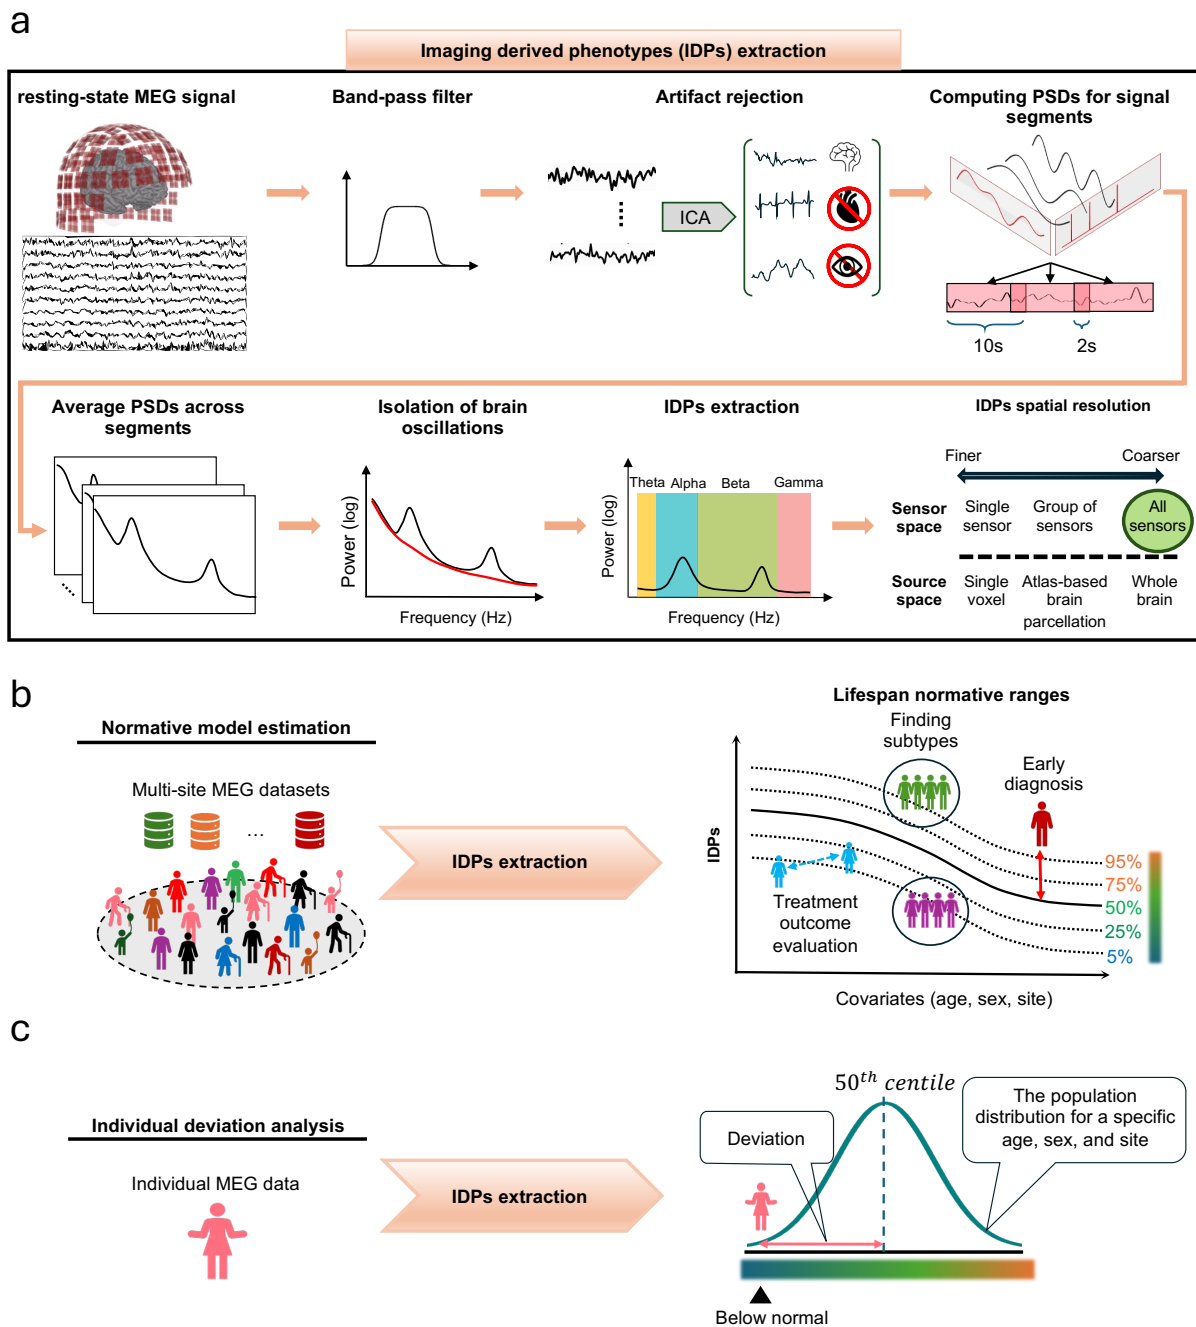 a
Imaging derived phenotypes (IDPs) extraction
resting-state MEG signal
Band-pass filter
Artifact rejection
Computing PSDs for signal
segments
ICA
10s
2s
Average PSDs across
segments
Isolation of brain
oscillations
Power (log)
Frequency (Hz)
IDPs extraction
Power (log)
Theta
Alpha
Beta
Gamma
Frequency (Hz)
IDPs spatial resolution
Finer
Coarser
Sensor
space
Single
sensor
Group of
sensors
All
sensors
Source
space
Single
voxel
Atlas-based
brain
parcellation
Whole
brain
b
Normative model estimation
Multi-site MEG datasets
...
IDPs extraction
Lifespan normative ranges
IDPs
Finding
subtypes
Early
diagnosis
Treatment
outcome
evaluation
95%
75%
50%
25%
5%
Covariates (age, sex, site)
c
Individual deviation analysis
Individual MEG data
IDPs extraction
50th centile
Deviation
The population
distribution for a specific
age, sex, and site
Below normal